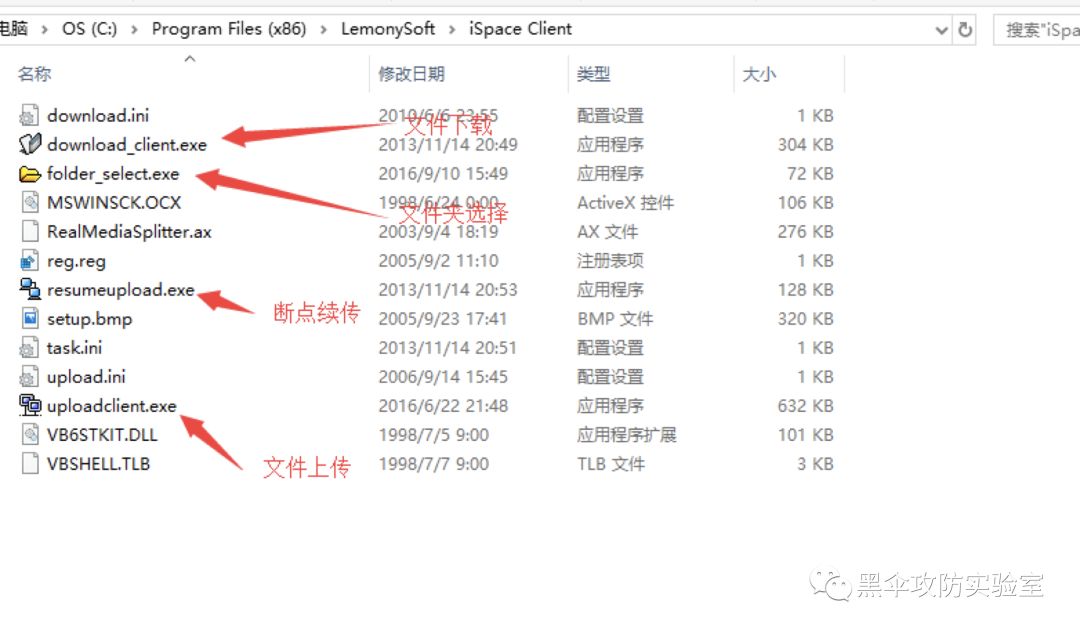 电脑 › OS (C:) › Program Files (x86) › LemonySoft › iSpace Client 搜索"iSpa
名称 修改日期 类型 大小
download.ini 2010/6/6 23:55 配置设置 1 KB
文件下载
download_client.exe 2013/11/14 20:49 应用程序 304 KB
folder_select.exe 2016/9/10 15:49 应用程序 72 KB
MSWINSCK.OCX 1998/6/24 0:00 ActiveX 控件 106 KB
文件夹选择
RealMediaSplitter.ax 2003/9/4 18:19 AX 文件 276 KB
reg.reg 2005/9/2 11:10 注册表项 1 KB
resumeupload.exe 2013/11/14 20:53 应用程序 128 KB
断点续传
setup.bmp 2005/9/23 17:41 BMP 文件 320 KB
task.ini 2013/11/14 20:51 配置设置 1 KB
upload.ini 2006/9/14 15:45 配置设置 1 KB
uploadclient.exe 2016/6/22 21:48 应用程序 632 KB
VB6STKIT.DLL 1998/7/5 9:00 应用程序扩展 101 KB
VBSHELL.TLB 1998/7/7 9:00 TLB 文件 3 KB
文件上传
黑伞攻防实验室